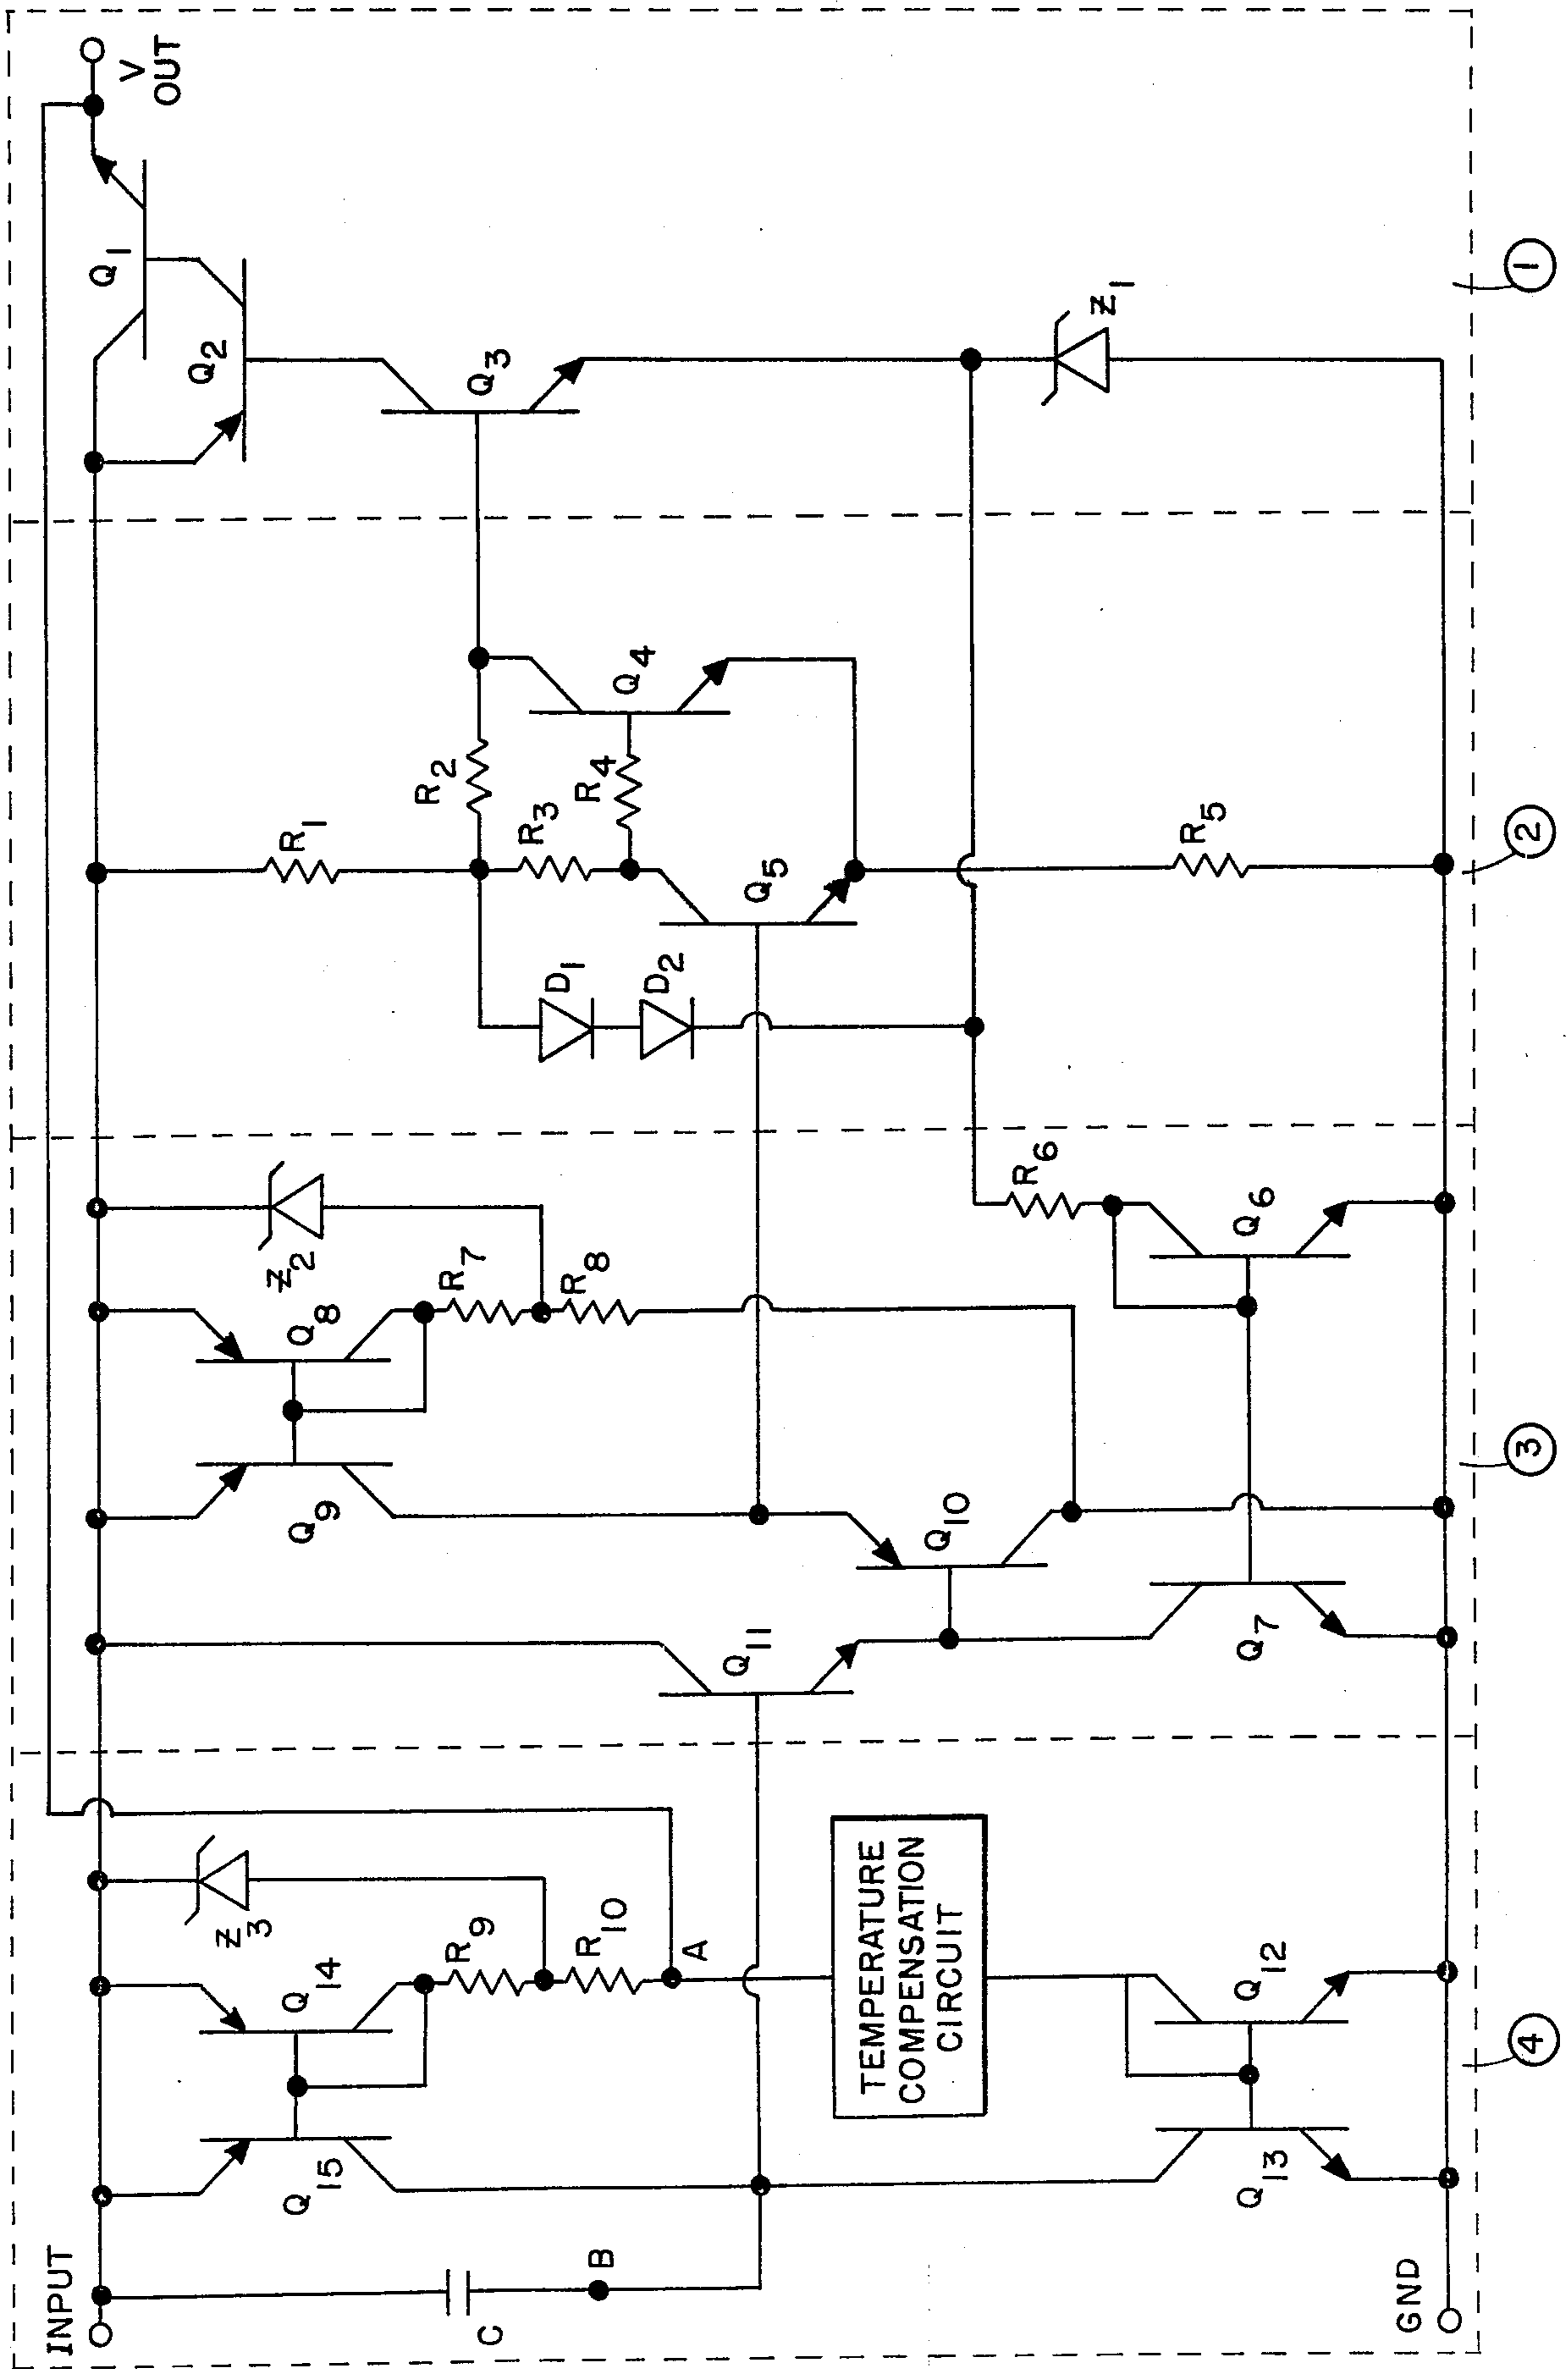 INPUT
C
B
Q15
Q14
Z3
R9
R10
A
TEMPERATURE
COMPENSATION
CIRCUIT
Q13
Q12
GND
4
Q11
Q9
Q8
Z2
R7
R8
Q10
Q7
Q6
R6
3
R1
R2
R3
R4
D1
D2
Q5
Q4
R5
2
Q1
Q2
Q3
Z1
V
OUT
1